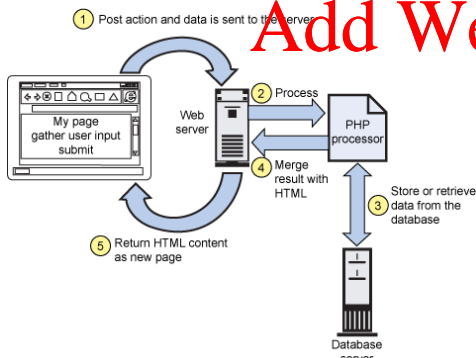 1 Post action and data is sent to the server
Add We
My page
gather user input
submit
Web
server
2 Process
PHP
processor
4 Merge
result with
HTML
3 Store or retrieve
data from the
database
5 Return HTML content
as new page
Database
server